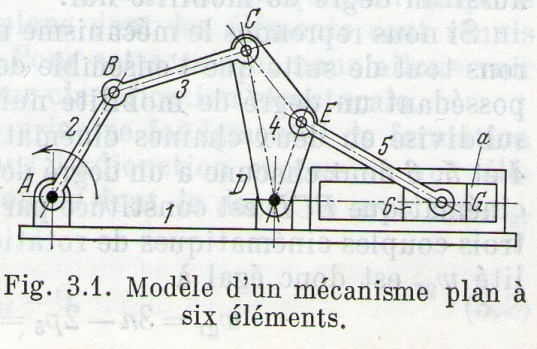 C
B
3
2
4
E
5
a
A
D
6
G
1
Fig. 3.1. Modèle d'un mécanisme plan à
six éléments.